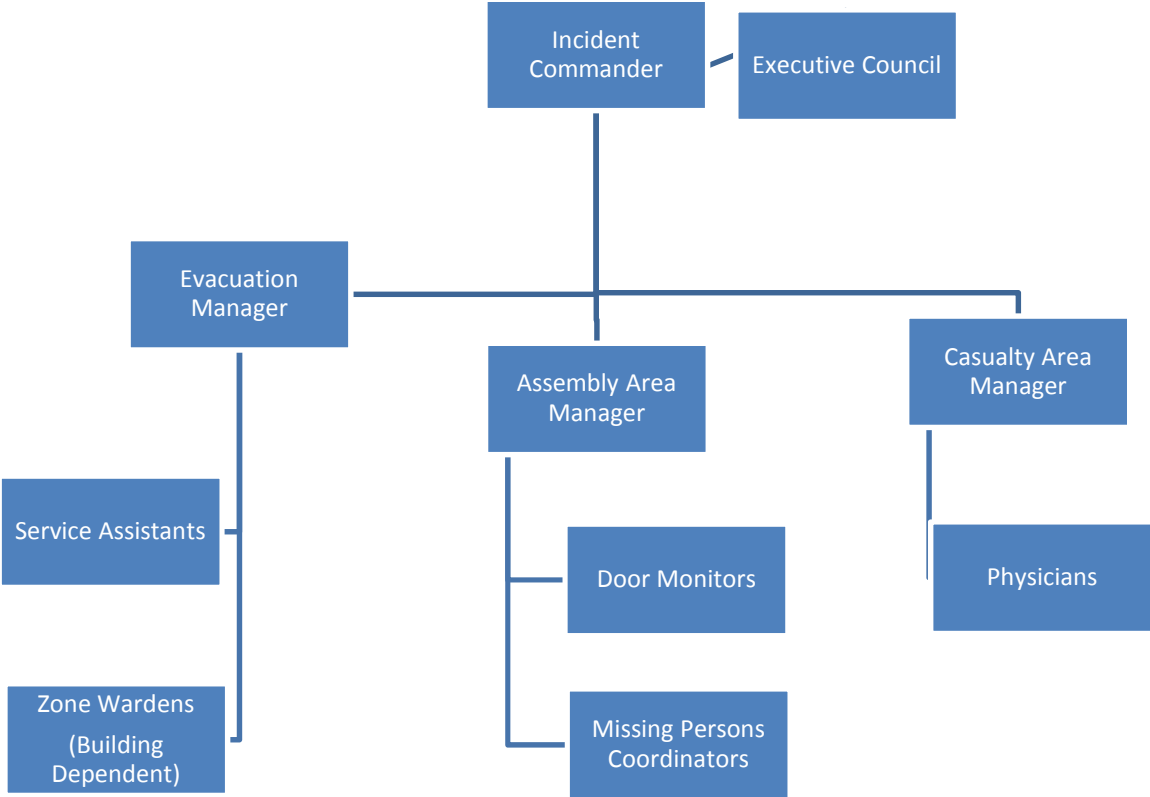 Incident
Commander
Executive Council
Evacuation
Manager
Assembly Area
Manager
Casualty Area
Manager
Service Assistants
Door Monitors
Physicians
Zone Wardens
(Building
Dependent)
Missing Persons
Coordinators